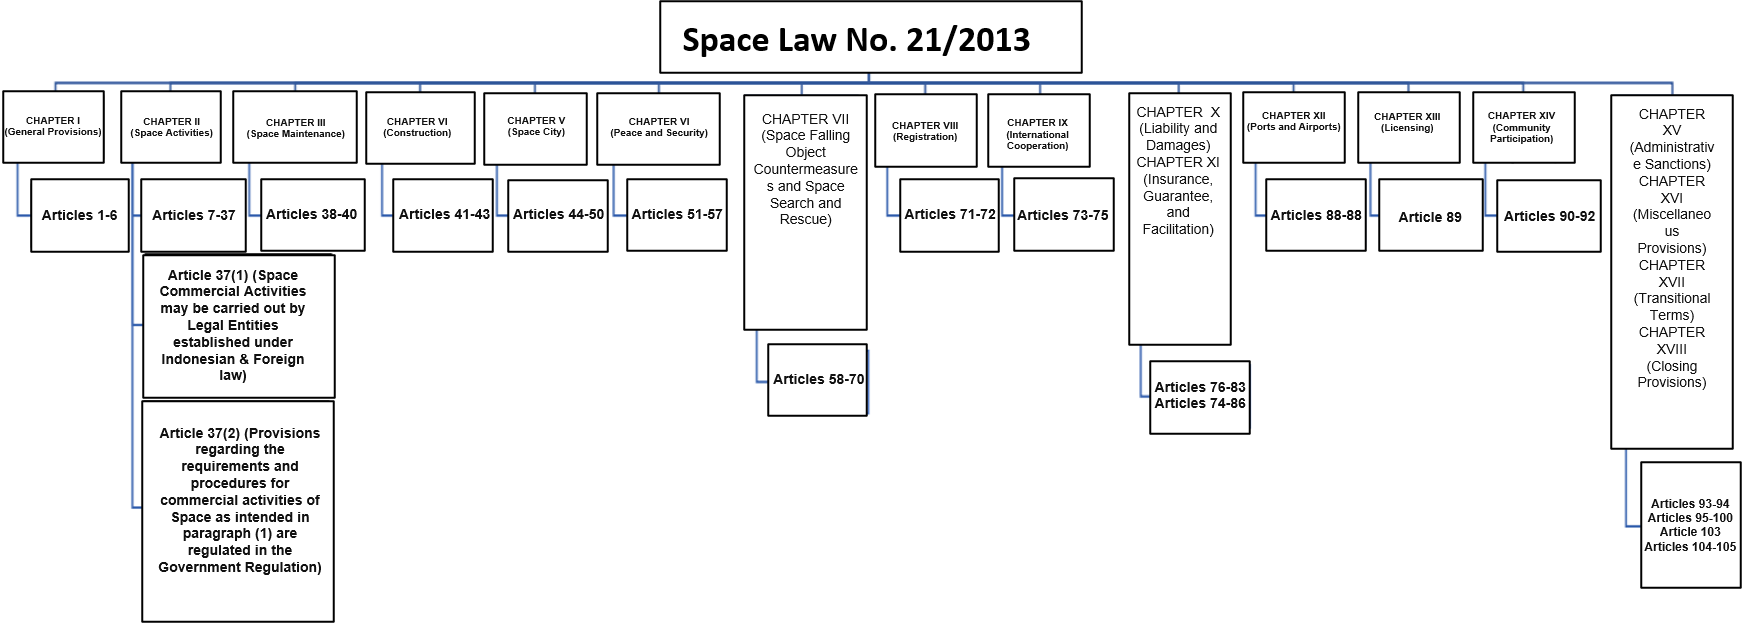 Space Law No. 21/2013
CHAPTER I
(General Provisions)
Articles 1-6
CHAPTER II
(Space Activities)
Articles 7-37
Article 37(1) (Space
Commercial Activities
may be carried out by
Legal Entities
established under
Indonesian & Foreign
law)
Article 37(2) (Provisions
regarding the
requirements and
procedures for
commercial activities of
Space as intended in
paragraph (1) are
regulated in the
Government Regulation)
CHAPTER III
(Space Maintenance)
Articles 38-40
CHAPTER VI
(Construction)
Articles 41-43
CHAPTER V
(Space City)
Articles 44-50
CHAPTER VI
(Peace and Security)
Articles 51-57
CHAPTER VII
(Space Falling
Object
Countermeasure
s and Space
Search and
Rescue)
Articles 58-70
CHAPTER VIII
(Registration)
Articles 71-72
CHAPTER IX
(International
Cooperation)
Articles 73-75
CHAPTER X
(Liability and
Damages)
CHAPTER XI
(Insurance,
Guarantee,
and
Facilitation)
Articles 76-83
Articles 74-86
CHAPTER XII
(Ports and Airports)
Articles 88-88
CHAPTER XIII
(Licensing)
Article 89
CHAPTER XIV
(Community
Participation)
Articles 90-92
CHAPTER
XV
(Administrativ
e Sanctions)
CHAPTER
XVI
(Miscellaneo
us
Provisions)
CHAPTER
XVII
(Transitional
Terms)
CHAPTER
XVIII
(Closing
Provisions)
Articles 93-94
Articles 95-100
Article 103
Articles 104-105